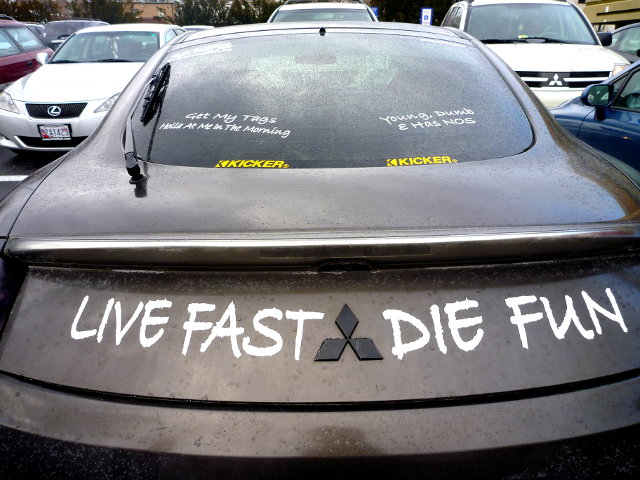 Get My Tags
Holla At Me In The Morning
Young, Dumb
& Has NOS
KICKER
KICKER
LIVE FAST DIE FUN